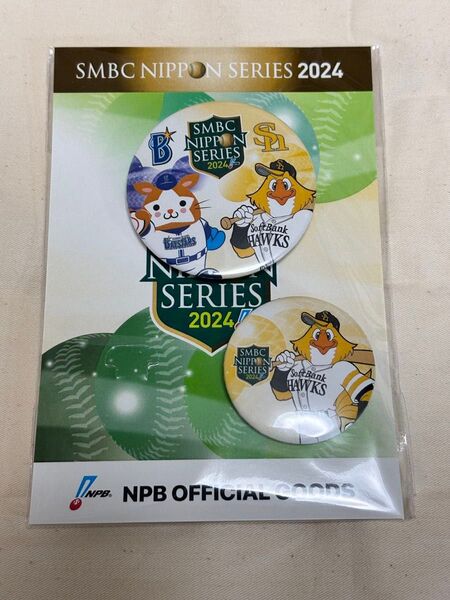 SMBC NIPPON SERIES 2024
B
SH
SMBC
NIPPON
SERIES
2024
BAYSTARS
SoftBank
HAWKS
NIPPON
SERIES
2024
SMBC
NIPPON
SERIES
2024
SoftBank
HAWKS
NPB
NPB OFFICIAL GOODS